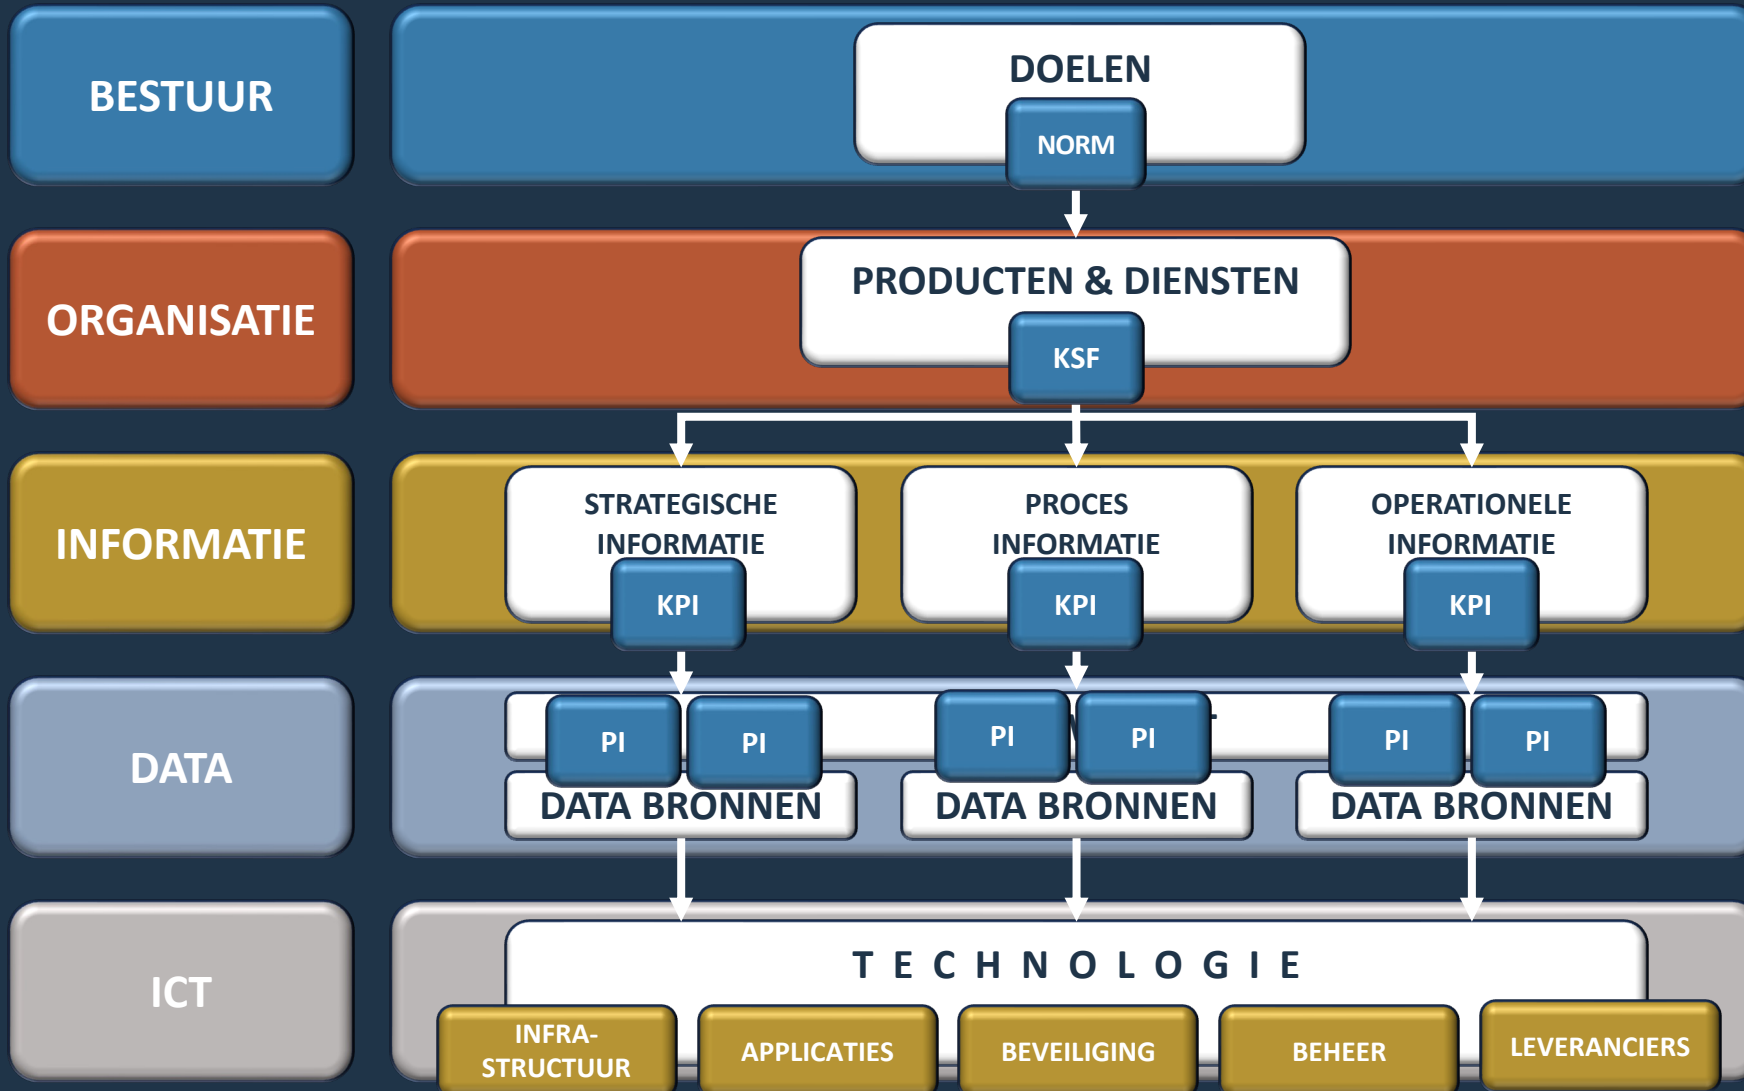 BESTUUR
DOELEN
NORM
ORGANISATIE
PRODUCTEN & DIENSTEN
KSF
INFORMATIE
STRATEGISCHE
INFORMATIE
KPI
PROCES
INFORMATIE
KPI
OPERATIONELE
INFORMATIE
KPI
DATA
PI
PI
PI
PI
PI
PI
DATA BRONNEN
DATA BRONNEN
DATA BRONNEN
ICT
TECHNOLOGIE
INFRA-
STRUCTUUR
APPLICATIES
BEVEILIGING
BEHEER
LEVERANCIERS